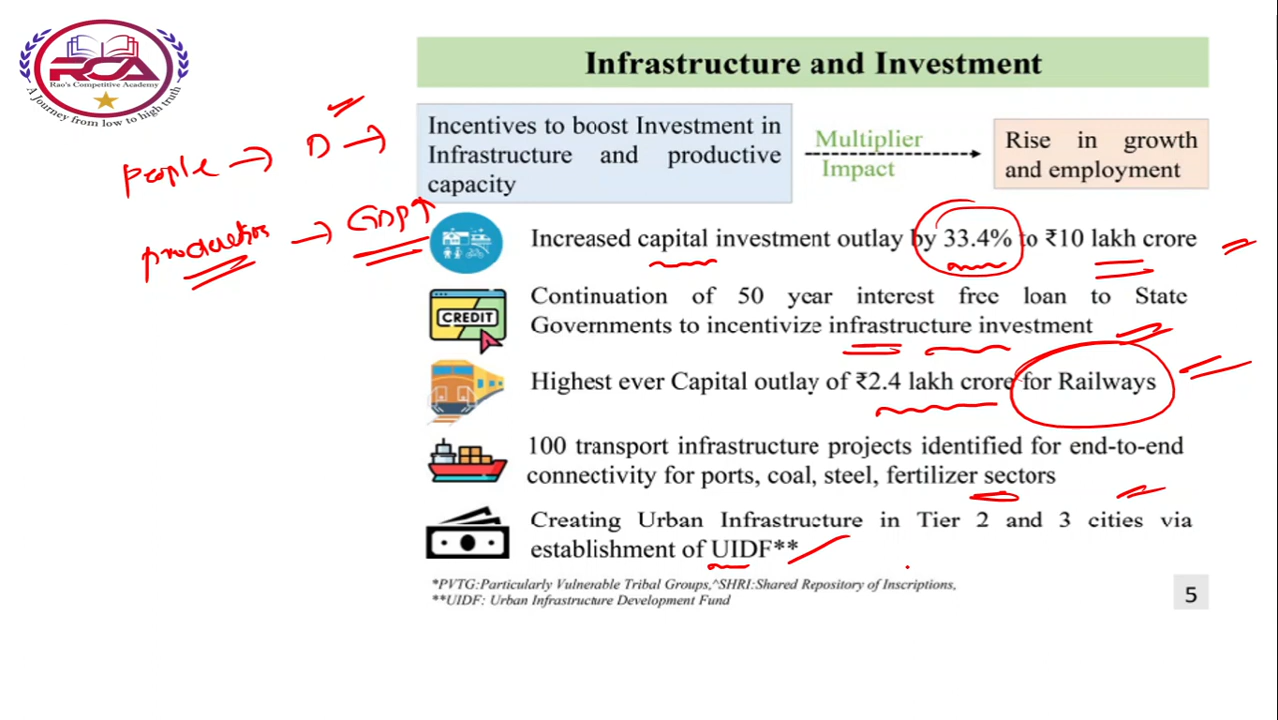 RCA
Rao's Competitive Academy
A Journey from low to high truth
Infrastructure and Investment
People → D →
production → GDP↑
Incentives to boost Investment in
Infrastructure and productive
capacity
Multiplier
Impact
Rise in growth
and employment
Increased capital investment outlay by 33.4% to ₹10 lakh crore
Continuation of 50 year interest free loan to State
Governments to incentivize infrastructure investment
CREDIT
Highest ever Capital outlay of ₹2.4 lakh crore for Railways
100 transport infrastructure projects identified for end-to-end
connectivity for ports, coal, steel, fertilizer sectors
Creating Urban Infrastructure in Tier 2 and 3 cities via
establishment of UIDF**
*PVTG:Particularly Vulnerable Tribal Groups,^SHRI:Shared Repository of Inscriptions,
**UIDF: Urban Infrastructure Development Fund
5